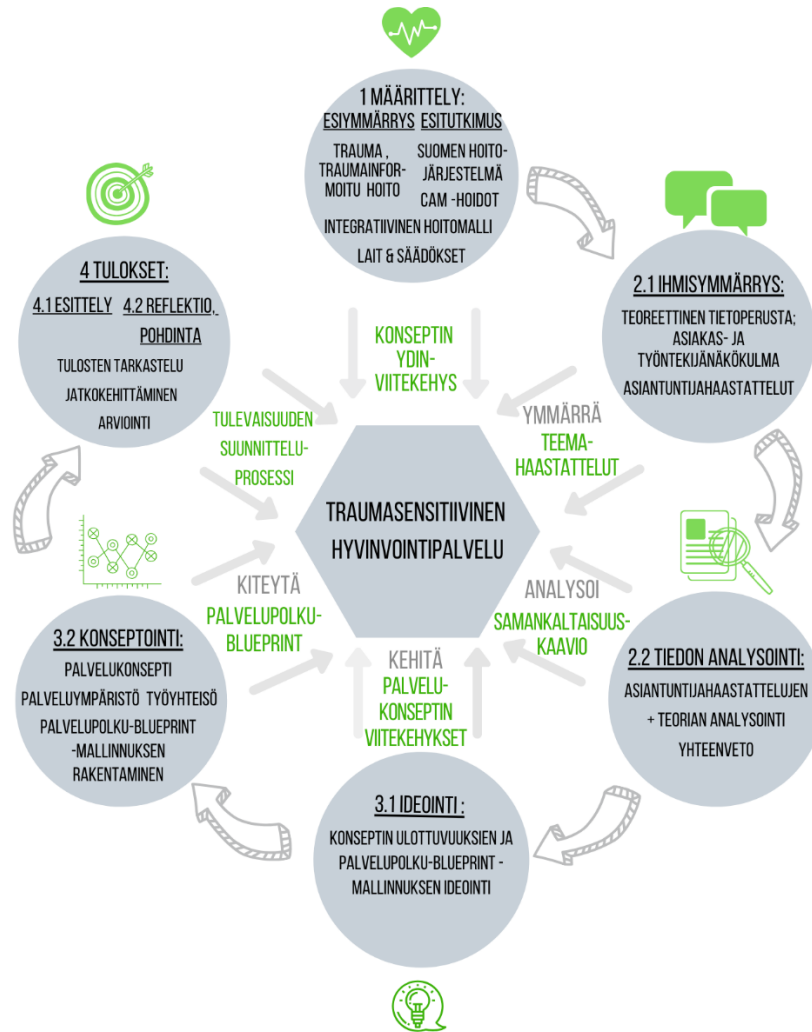 1 MÄÄRITTELY:
ESIYMMÄRRYS ESITUTKIMUS
TRAUMA ,
TRAUMAINFOR-
MOITU HOITO
SUOMEN HOITO-
JÄRJESTELMÄ
CAM -HOIDOT
INTEGRATIIVINEN HOITOMALLI
LAIT & SÄÄDÖKSET
KONSEPTIN
YDIN-
VIITEKEHYS
2.1 IHMISYMMÄRRYS:
TEOREETTINEN TIETOPERUSTA;
ASIAKAS- JA
TYÖNTEKIJÄNÄKÖKULMA
ASIANTUNTIJAHAASTATTELUT
YMMÄRRÄ
TEEMA-
HAASTATTELUT
2.2 TIEDON ANALYSOINTI:
ASIANTUNTIJAHAASTATTELUJEN
+ TEORIAN ANALYSOINTI
YHTEENVETO
ANALYSOI
SAMANKALTAISUUS-
KAAVIO
3.1 IDEOINTI :
KONSEPTIN ULOTTUVUUKSIEN JA
PALVELUPOLKU-BLUEPRINT -
MALLINNUKSEN IDEOINTI
KEHITÄ
PALVELU-
KONSEPTIN
VIITEKEHYKSET
3.2 KONSEPTOINTI:
PALVELUKONSEPTI
PALVELUYMPÄRISTÖ TYÖYHTEISÖ
PALVELUPOLKU-BLUEPRINT
-MALLINNUKSEN
RAKENTAMINEN
KITEYTÄ
PALVELUPOLKU-
BLUEPRINT
4 TULOKSET:
4.1 ESITTELY 4.2 REFLEKTIO,
POHDINTA
TULOSTEN TARKASTELU
JATKOKEHITTÄMINEN
ARVIOINTI
TULEVAISUUDEN
SUUNNITTELU-
PROSESSI
TRAUMASENSITIIVINEN
HYVINVOINTIPALVELU